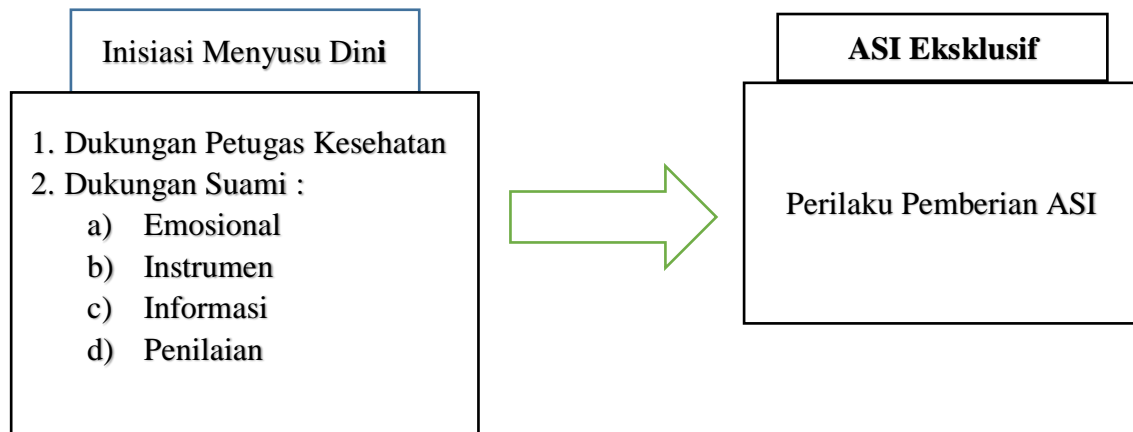 Inisiasi Menyusu Dini
1. Dukungan Petugas Kesehatan
2. Dukungan Suami :
a) Emosional
b) Instrumen
c) Informasi
d) Penilaian
ASI Eksklusif
Perilaku Pemberian ASI